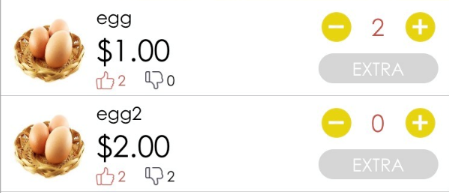 egg
$1.00
2 0
− 2 +
EXTRA
egg2
$2.00
2 2
− 0 +
EXTRA